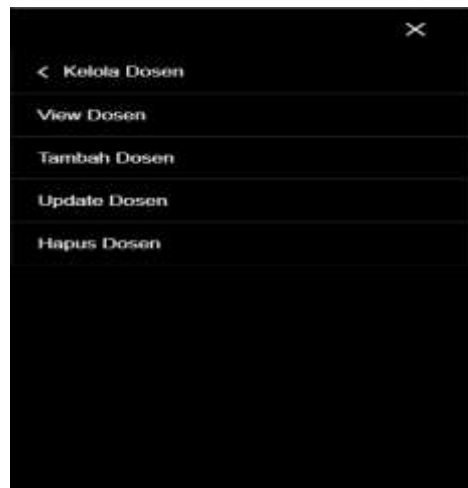 < Kelola Dosen
View Dosen
Tambah Dosen
Update Dosen
Hapus Dosen